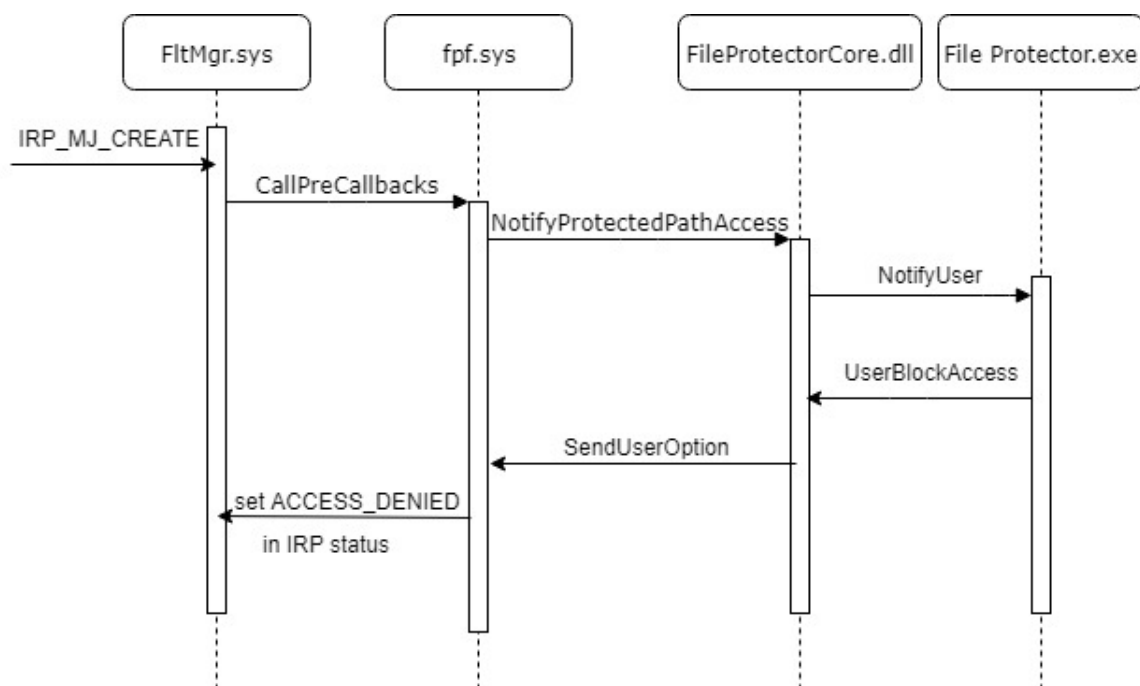 FltMgr.sys
fpf.sys
FileProtectorCore.dll
File Protector.exe
IRP_MJ_CREATE
CallPreCallbacks
NotifyProtectedPathAccess
NotifyUser
UserBlockAccess
SendUserOption
set ACCESS_DENIED
in IRP status